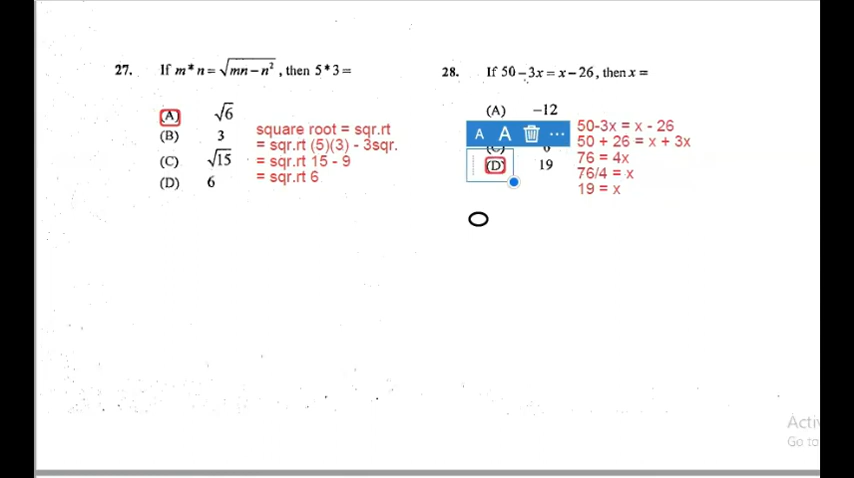 27. If m * n = √mn – n² , then 5 * 3 =
(A) √6
(B) 3
(C) √15
(D) 6
square root = sqr.rt
= sqr.rt (5)(3) - 3sqr.
= sqr.rt 15 - 9
= sqr.rt 6
28. If 50 – 3x = x – 26 , then x =
(A) –12
A A ...
(D) 19
50-3x = x - 26
50 + 26 = x + 3x
76 = 4x
76/4 = x
19 = x
Go to